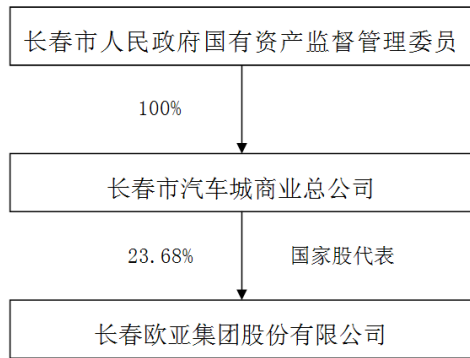 长春市人民政府国有资产监督管理委员
100%
长春市汽车城商业总公司
23.68% 国家股代表
长春欧亚集团股份有限公司